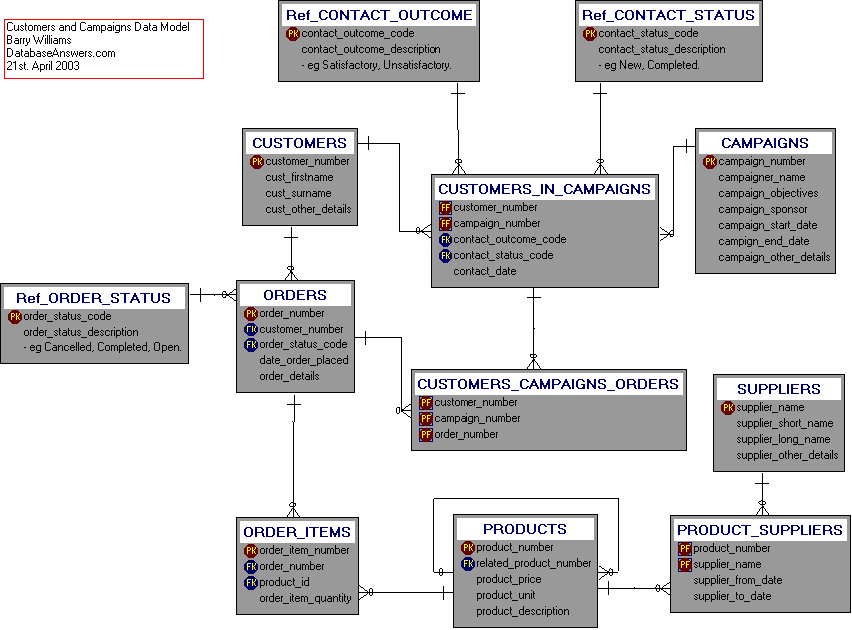 Customers and Campaigns Data Model
Barry Williams
DatabaseAnswers.com
21st. April 2003
Ref_CONTACT_OUTCOME
PK contact_outcome_code
contact_outcome_description
- eg Satisfactory, Unsatisfactory.
Ref_CONTACT_STATUS
PK contact_status_code
contact_status_description
- eg New, Completed.
CUSTOMERS
PK customer_number
cust_firstname
cust_surname
cust_other_details
CUSTOMERS_IN_CAMPAIGNS
PF customer_number
PF campaign_number
FK contact_outcome_code
FK contact_status_code
contact_date
CAMPAIGNS
PK campaign_number
campaigner_name
campaign_objectives
campaign_sponsor
campaign_start_date
campign_end_date
campaign_other_details
Ref_ORDER_STATUS
PK order_status_code
order_status_description
- eg Cancelled, Completed, Open.
ORDERS
PK order_number
FK customer_number
FK order_status_code
date_order_placed
order_details
CUSTOMERS_CAMPAIGNS_ORDERS
PF customer_number
PF campaign_number
PF order_number
SUPPLIERS
PK supplier_name
supplier_short_name
supplier_long_name
supplier_other_details
ORDER_ITEMS
PK order_item_number
FK order_number
FK product_id
order_item_quantity
PRODUCTS
PK product_number
FK related_product_number
product_price
product_unit
product_description
PRODUCT_SUPPLIERS
PF product_number
PF supplier_name
supplier_from_date
supplier_to_date